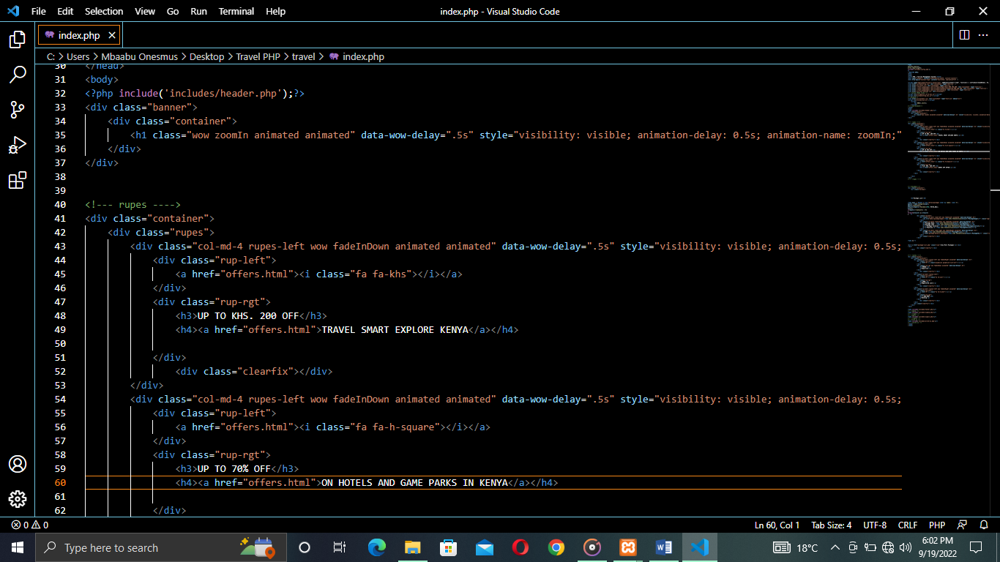 File Edit Selection View Go Run Terminal Help index.php - Visual Studio Code
index.php
C: > Users > Mbaabu Onesmus > Desktop > Travel PHP > travel > index.php
30 </head>
31 <body>
32 <?php include('includes/header.php');?>
33 <div class="banner">
34 <div class="container">
35 <h1 class="wow zoomIn animated animated" data-wow-delay=".5s" style="visibility: visible; animation-delay: 0.5s; animation-name: zoomIn;"
36 </div>
37 </div>
38
39
40 <!--- rupes ---->
41 <div class="container">
42 <div class="rupes">
43 <div class="col-md-4 rupes-left wow fadeInDown animated animated" data-wow-delay=".5s" style="visibility: visible; animation-delay: 0.5s;
44 <div class="rup-left">
45 <a href="offers.html"><i class="fa fa-khs"></i></a>
46 </div>
47 <div class="rup-rgt">
48 <h3>UP TO KHS. 200 OFF</h3>
49 <h4><a href="offers.html">TRAVEL SMART EXPLORE KENYA</a></h4>
50
51 </div>
52 <div class="clearfix"></div>
53 </div>
54 <div class="col-md-4 rupes-left wow fadeInDown animated animated" data-wow-delay=".5s" style="visibility: visible; animation-delay: 0.5s;
55 <div class="rup-left">
56 <a href="offers.html"><i class="fa fa-h-square"></i></a>
57 </div>
58 <div class="rup-rgt">
59 <h3>UP TO 70% OFF</h3>
60 <h4><a href="offers.html">ON HOTELS AND GAME PARKS IN KENYA</a></h4>
61
62 </div>
0 0 Ln 60, Col 1 Tab Size: 4 UTF-8 CRLF PHP
Type here to search 18°C 6:02 PM
9/19/2022